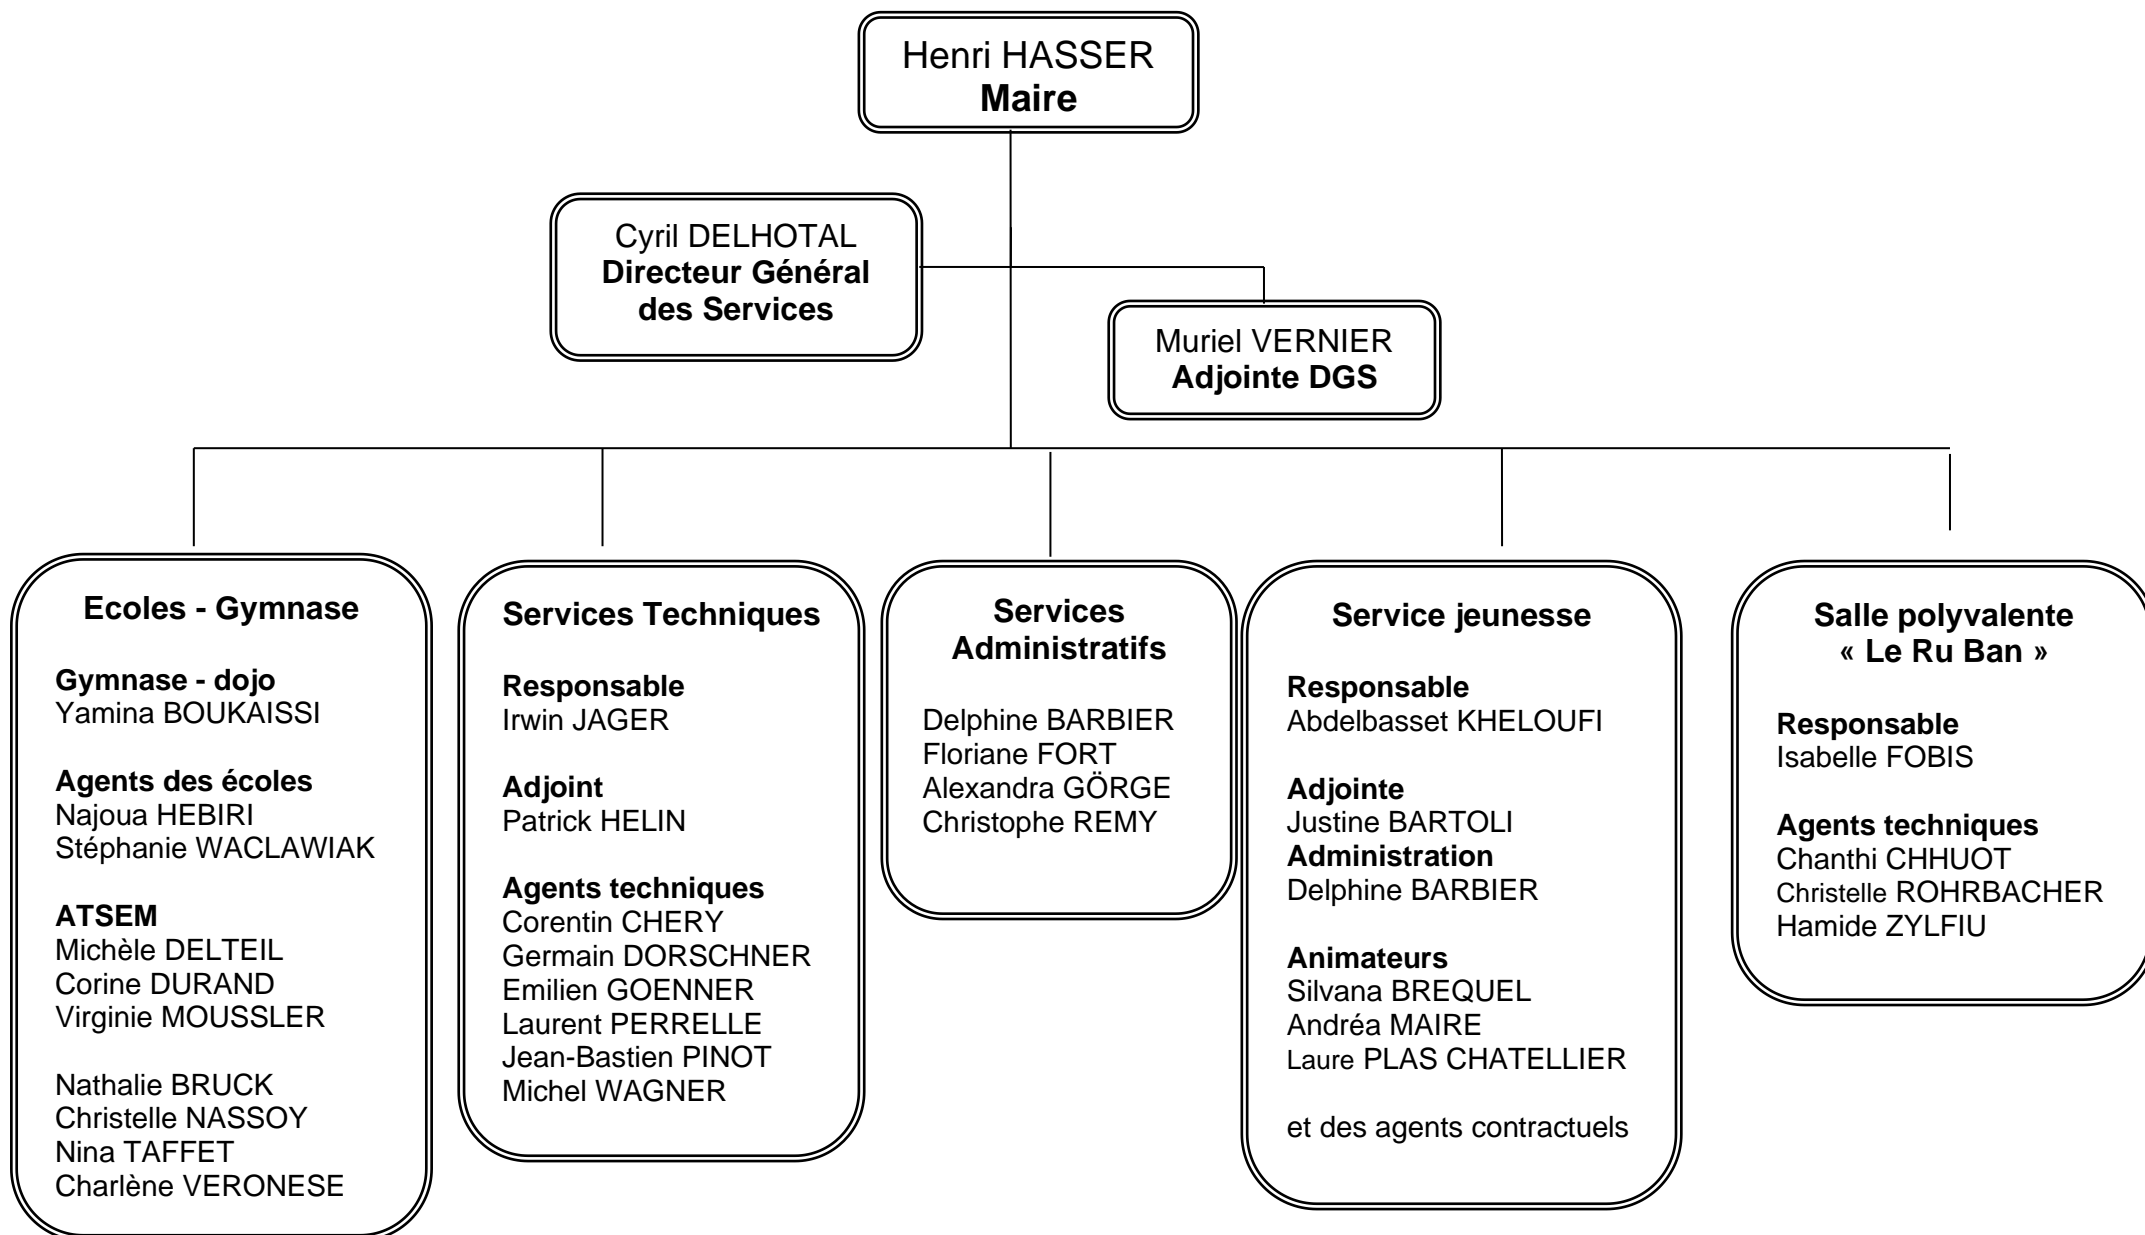 Henri HASSER
Maire
Cyril DELHOTAL
Directeur Général
des Services
Muriel VERNIER
Adjointe DGS
Ecoles - Gymnase
Gymnase - dojo
Yamina BOUKAISSI
Agents des écoles
Najoua HEBIRI
Stéphanie WACLAWIAK
ATSEM
Michèle DELTEIL
Corine DURAND
Virginie MOUSSLER
Nathalie BRUCK
Christelle NASSOY
Nina TAFFET
Charlène VERONESE
Services Techniques
Responsable
Irwin JAGER
Adjoint
Patrick HELIN
Agents techniques
Corentin CHERY
Germain DORSCHNER
Emilien GOENNER
Laurent PERRELLE
Jean-Bastien PINOT
Michel WAGNER
Services
Administratifs
Delphine BARBIER
Floriane FORT
Alexandra GÖRGE
Christophe REMY
Service jeunesse
Responsable
Abdelbasset KHELOUFI
Adjointe
Justine BARTOLI
Administration
Delphine BARBIER
Animateurs
Silvana BREQUEL
Andréa MAIRE
Laure PLAS CHATELLIER
et des agents contractuels
Salle polyvalente
« Le Ru Ban »
Responsable
Isabelle FOBIS
Agents techniques
Chanthi CHHUOT
Christelle ROHRBACHER
Hamide ZYLFIU